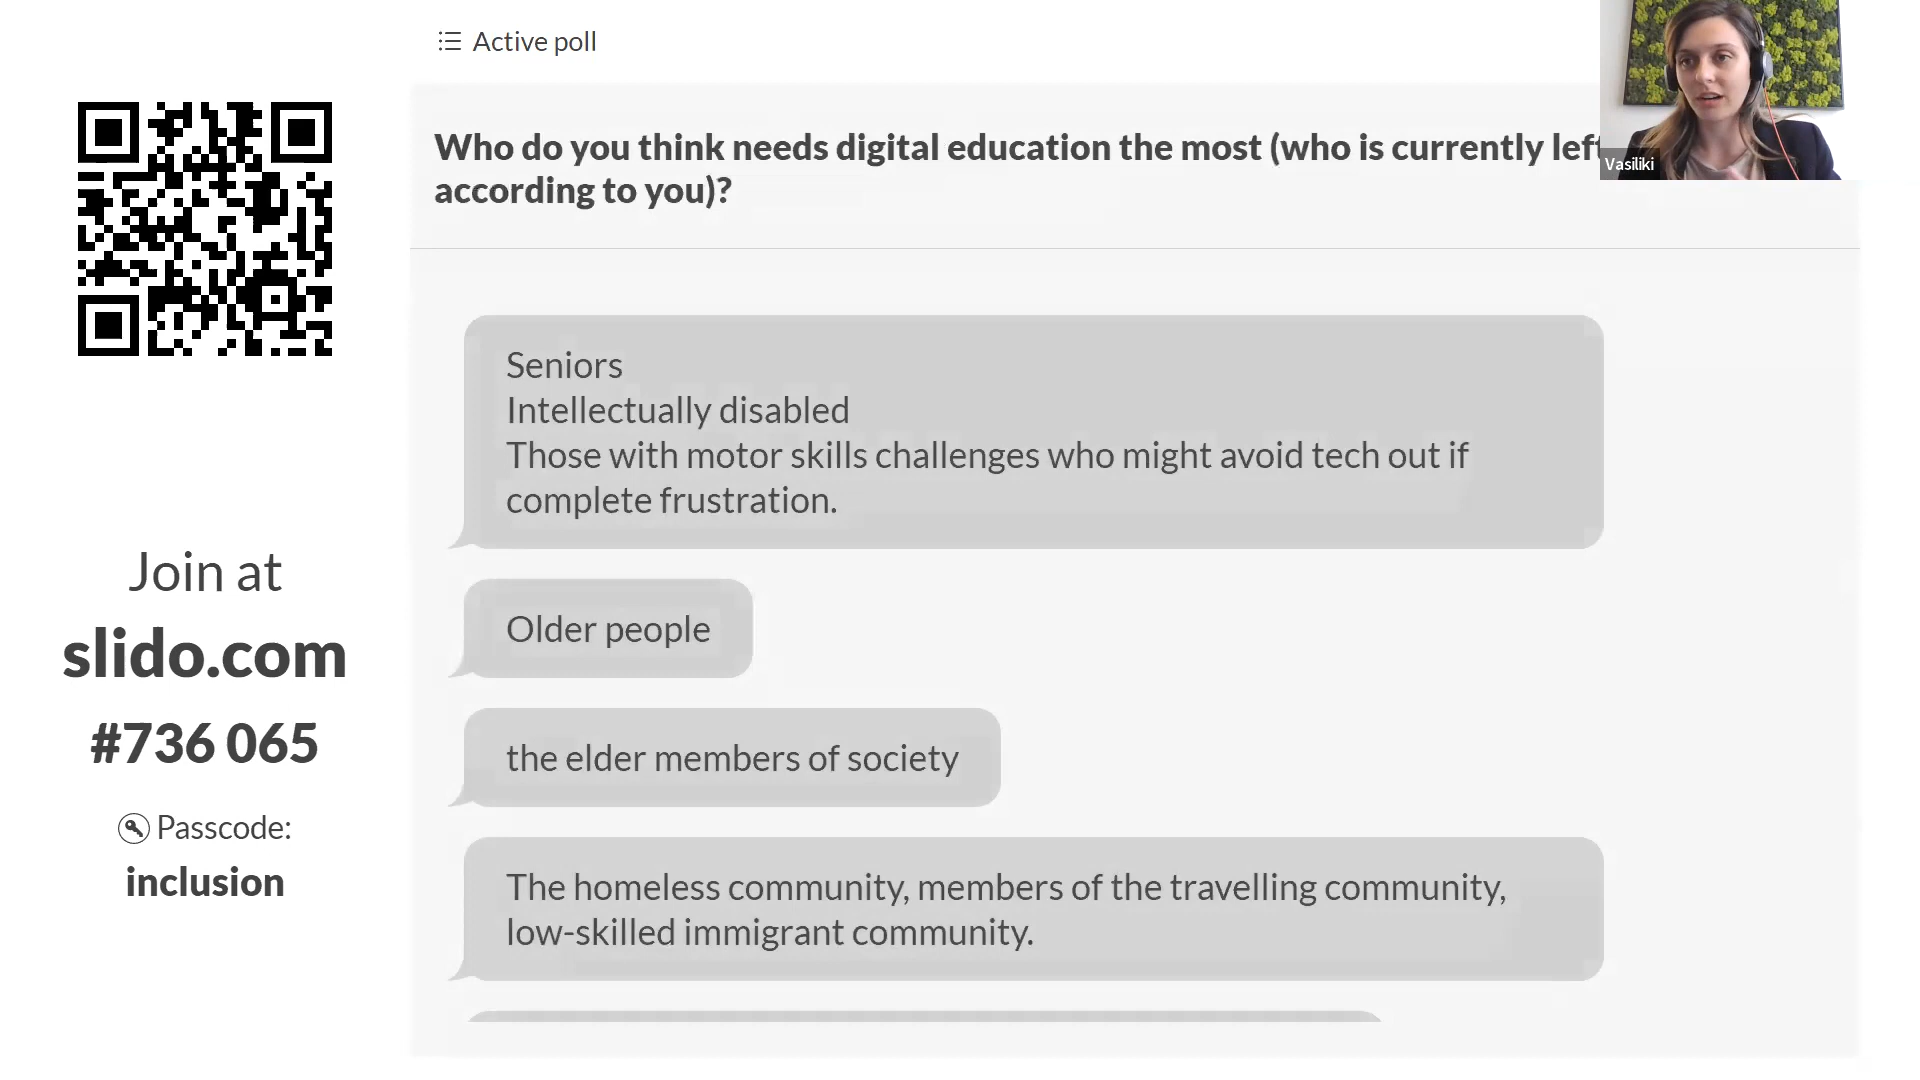 Active poll
Who do you think needs digital education the most (who is currently left
according to you)?
Vasiliki
Seniors
Intellectually disabled
Those with motor skills challenges who might avoid tech out if
complete frustration.
Older people
the elder members of society
The homeless community, members of the travelling community,
low-skilled immigrant community.
Join at
slido.com
#736 065
Passcode:
inclusion